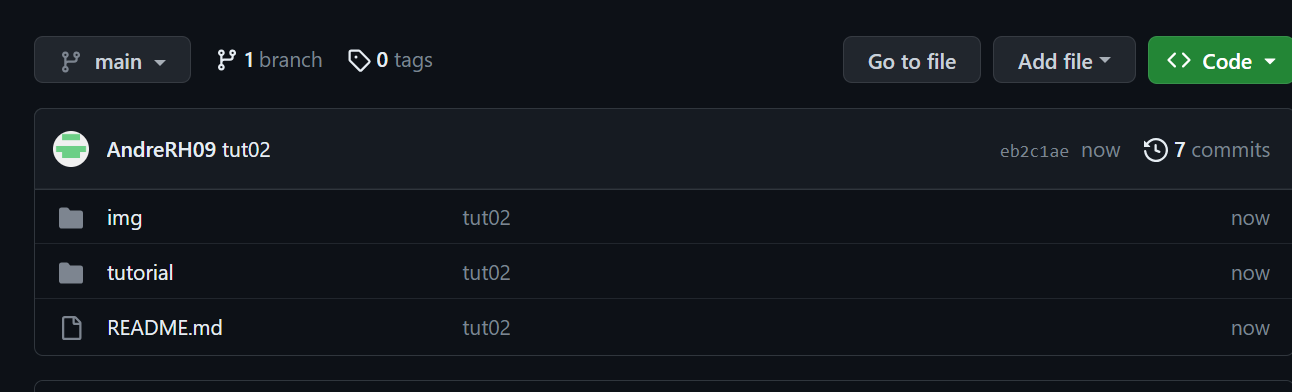 main 1 branch 0 tags Go to file Add file Code
AndreRH09 tut02 eb2c1ae now 7 commits
img tut02 now
tutorial tut02 now
README.md tut02 now